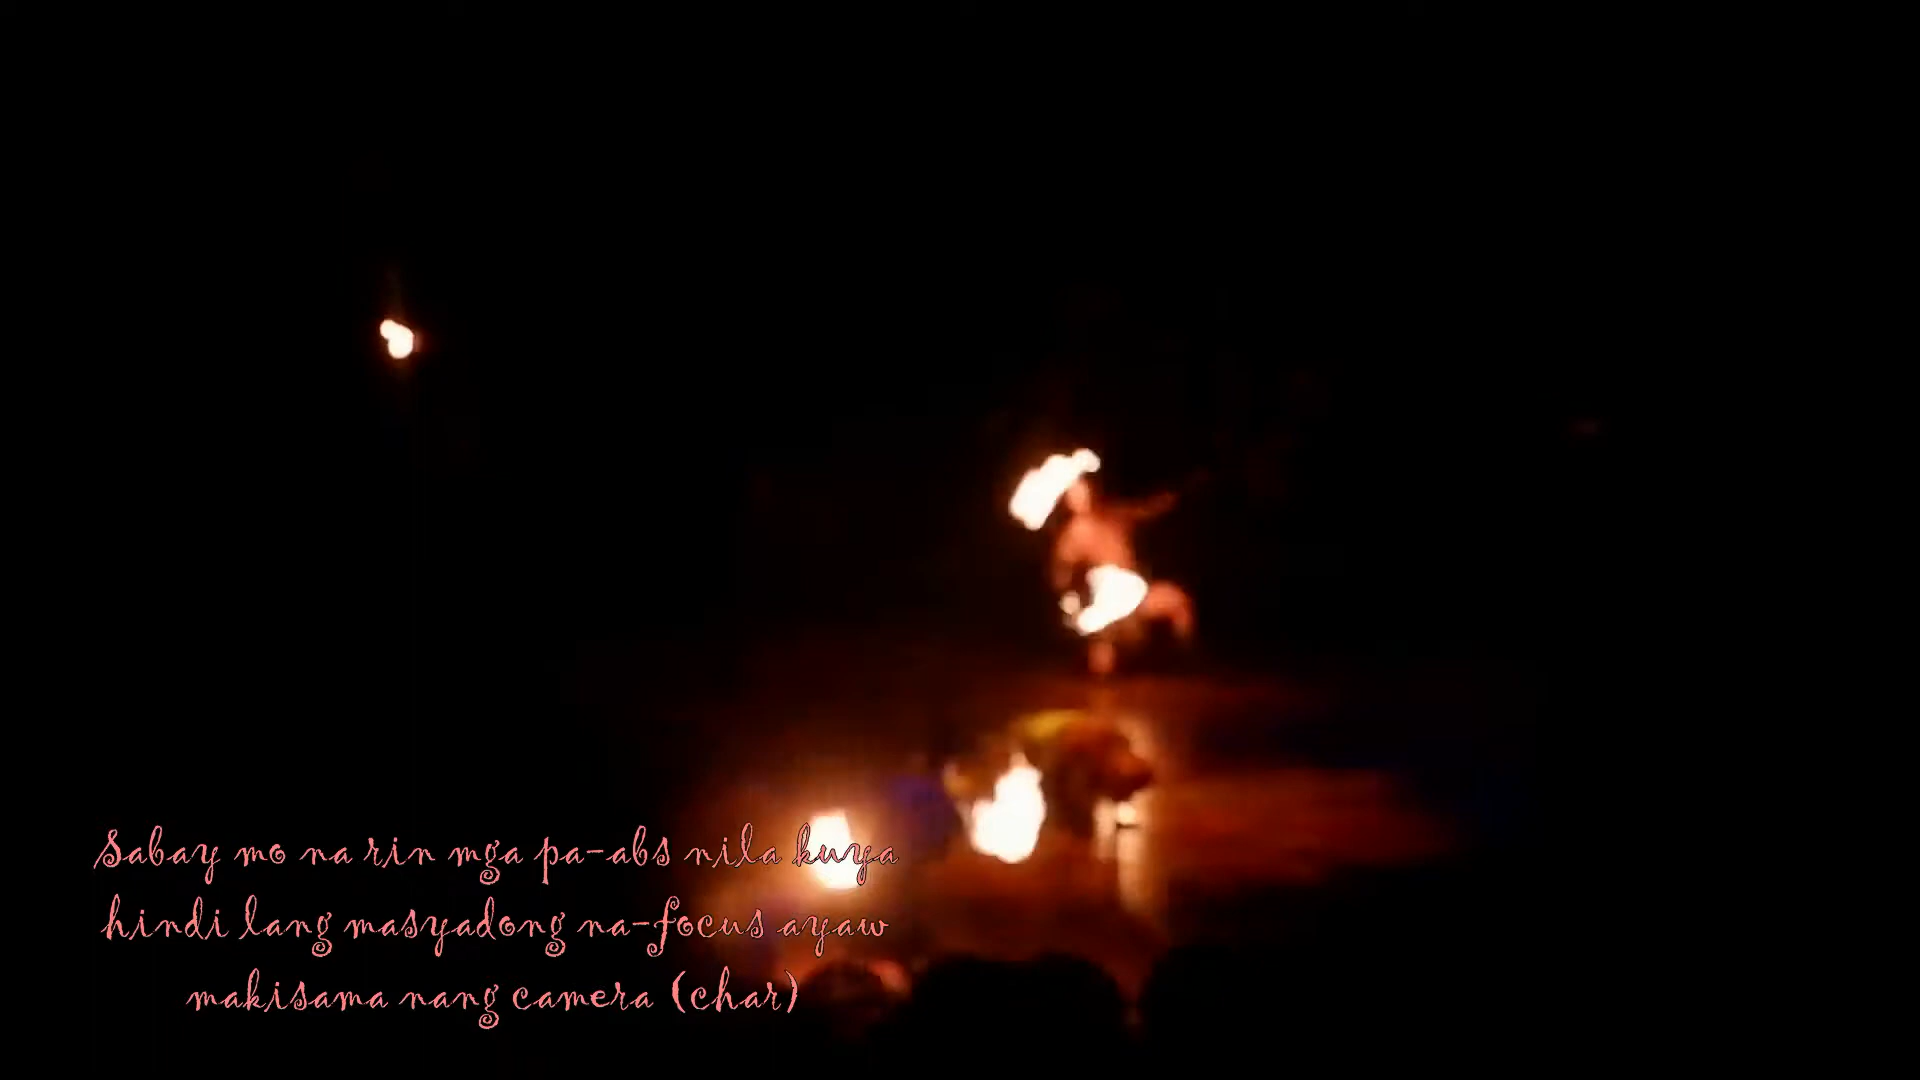 Sabay mo na rin mga pa-abs nila kuya
hindi lang masyadong na-focus ayaw
makisama nang camera (char)